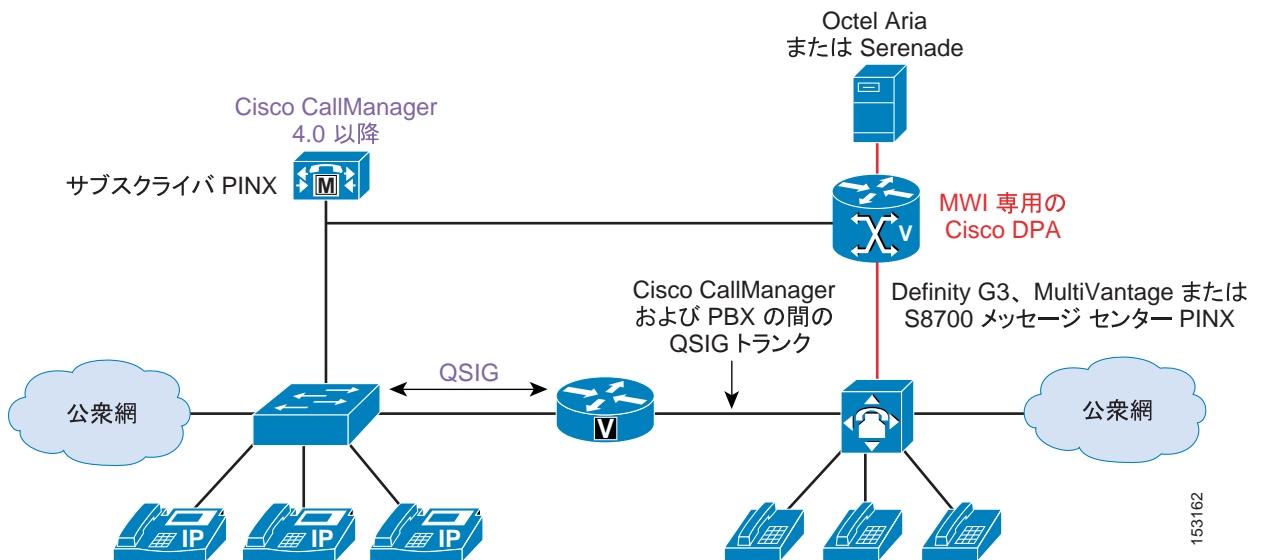 Octel Aria
または Serenade
Cisco CallManager
4.0 以降
サブスクライバ PINX
M
V
MWI 専用の
Cisco DPA
Cisco CallManager
および PBX の間の
QSIG トランク
Definity G3、MultiVantage または
S8700 メッセージ センター PINX
QSIG
公衆網
V
公衆網
IP
IP
IP
153162